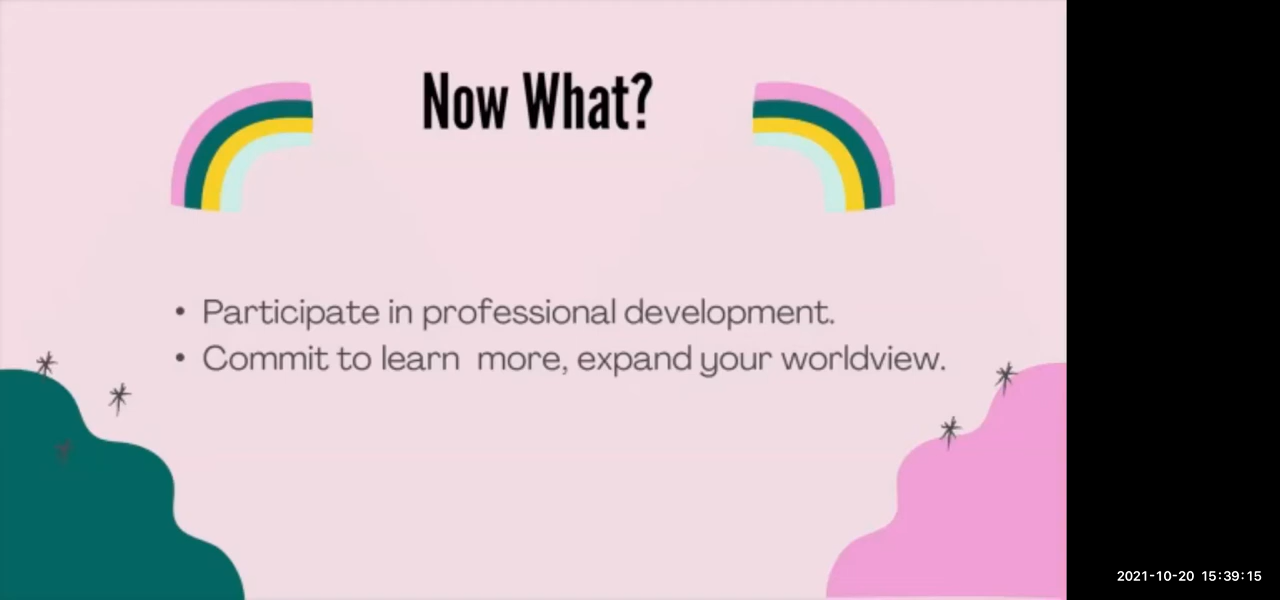 Now What?
• Participate in professional development.
• Commit to learn  more, expand your worldview.
2021-10-20 15:39:15